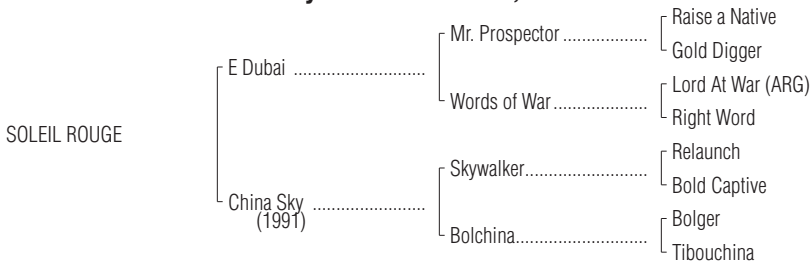 Raise a Native
Mr. Prospector ..................
Gold Digger
E Dubai ............................
Lord At War (ARG)
Words of War....................
Right Word
SOLEIL ROUGE
Relaunch
Skywalker..........................
Bold Captive
China Sky ........................
(1991)
Bolger
Bolchina............................
Tibouchina